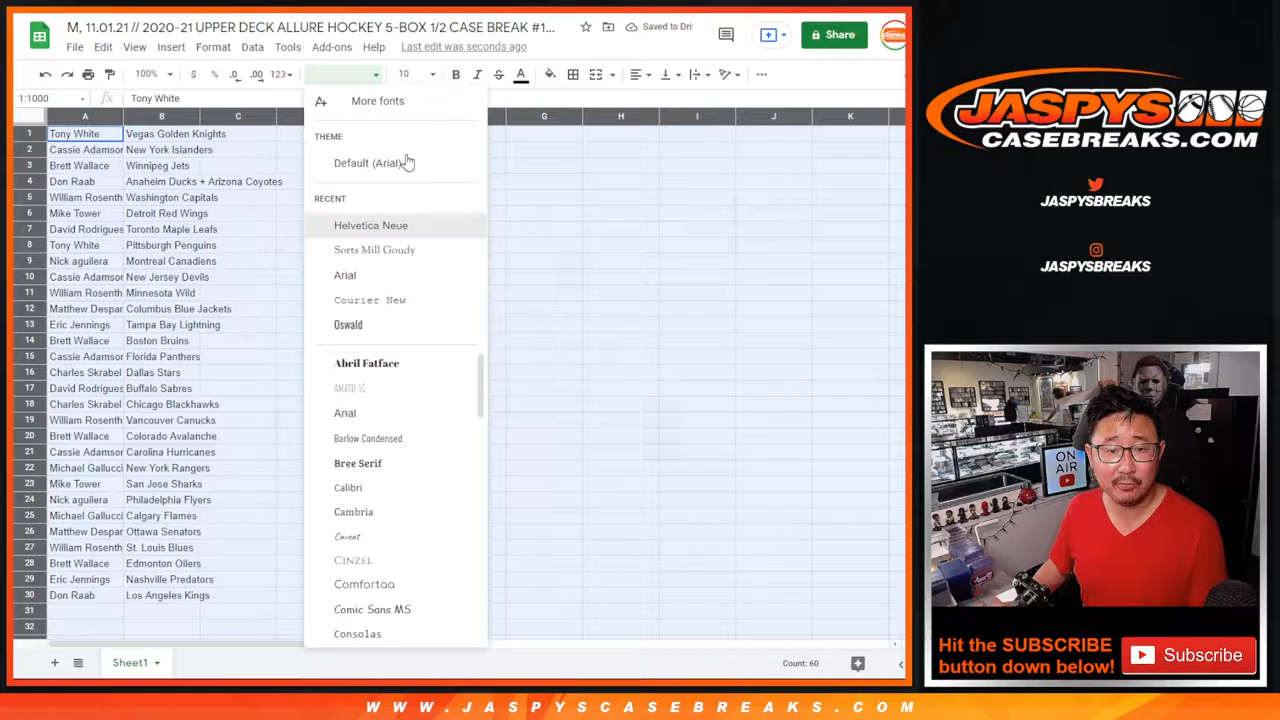 M, 11.01.21 // 2020-21 UPPER DECK ALLURE HOCKEY 5-BOX 1/2 CASE BREAK #1...
Saved to Dri
Share
File Edit View Insert Format Data Tools Add-ons Help Last edit was seconds ago
100% $ % .0 .00 123 10 B I S A
1:1000 fx Tony White
A B C G H I J K
1 Tony White Vegas Golden Knights
2 Cassie Adamson New York Islanders
3 Brett Wallace Winnipeg Jets
4 Don Raab Anaheim Ducks + Arizona Coyotes
5 William Rosenth Washington Capitals
6 Mike Tower Detroit Red Wings
7 David Rodrigues Toronto Maple Leafs
8 Tony White Pittsburgh Penguins
9 Nick aguilera Montreal Canadiens
10 Cassie Adamson New Jersey Devils
11 William Rosenth Minnesota Wild
12 Matthew Despar Columbus Blue Jackets
13 Eric Jennings Tampa Bay Lightning
14 Brett Wallace Boston Bruins
15 Cassie Adamson Florida Panthers
16 Charles Skrabel Dallas Stars
17 David Rodrigues Buffalo Sabres
18 Charles Skrabel Chicago Blackhawks
19 William Rosenth Vancouver Canucks
20 Brett Wallace Colorado Avalanche
21 Cassie Adamson Carolina Hurricanes
22 Michael Gallucci New York Rangers
23 Mike Tower San Jose Sharks
24 Nick aguilera Philadelphia Flyers
25 Michael Gallucci Calgary Flames
26 Matthew Despar Ottawa Senators
27 William Rosenth St. Louis Blues
28 Brett Wallace Edmonton Oilers
29 Eric Jennings Nashville Predators
30 Don Raab Los Angeles Kings
31
32
More fonts
THEME
Default (Arial)
RECENT
Helvetica Neue
Sorts Mill Goudy
Arial
Courier New
Oswald
Abril Fatface
AMATIC SC
Arial
Barlow Condensed
Bree Serif
Calibri
Cambria
Caveat
CINZEL
Comfortaa
Comic Sans MS
Consolas
Sheet1
Count: 60
JASPYS
CASEBREAKS.COM
JASPYSBREAKS
JASPYSBREAKS
ON
AIR
Hit the SUBSCRIBE
button down below!
Subscribe
WWW.JASPYSCASEBREAKS.COM